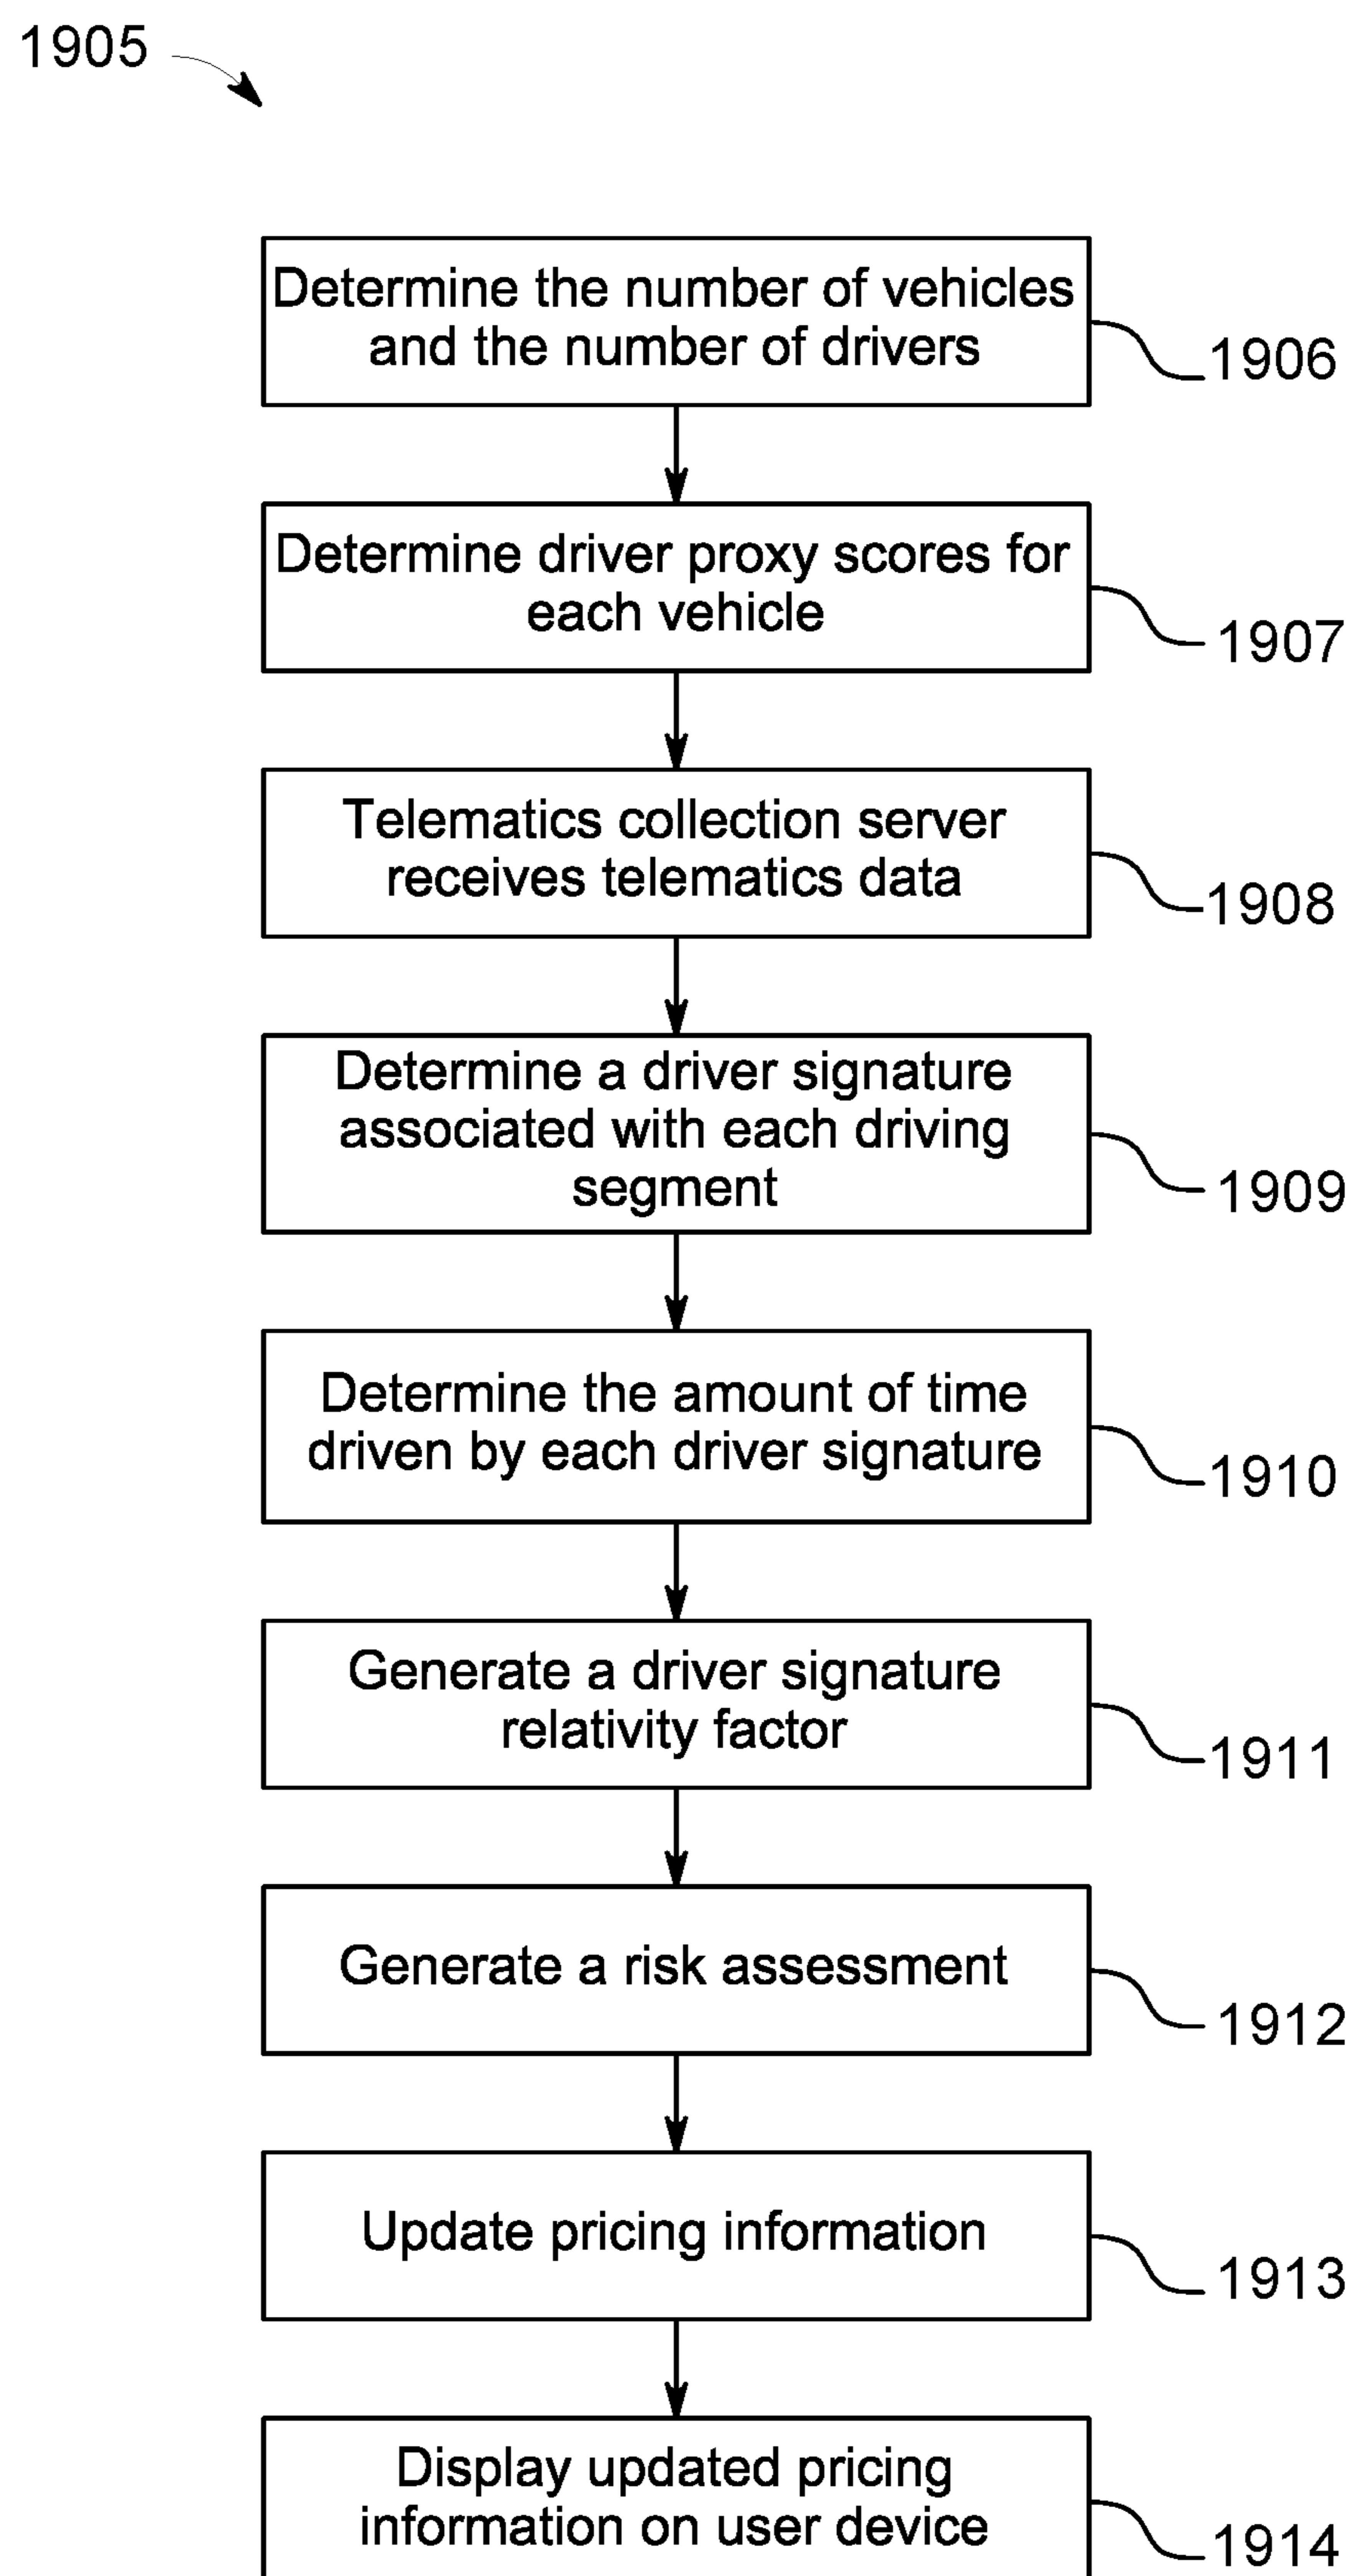 1905
Determine the number of vehicles
and the number of drivers
1906
Determine driver proxy scores for
each vehicle
1907
Telematics collection server
receives telematics data
1908
Determine a driver signature
associated with each driving
segment
1909
Determine the amount of time
driven by each driver signature
1910
Generate a driver signature
relativity factor
1911
Generate a risk assessment
1912
Update pricing information
1913
Display updated pricing
information on user device
1914